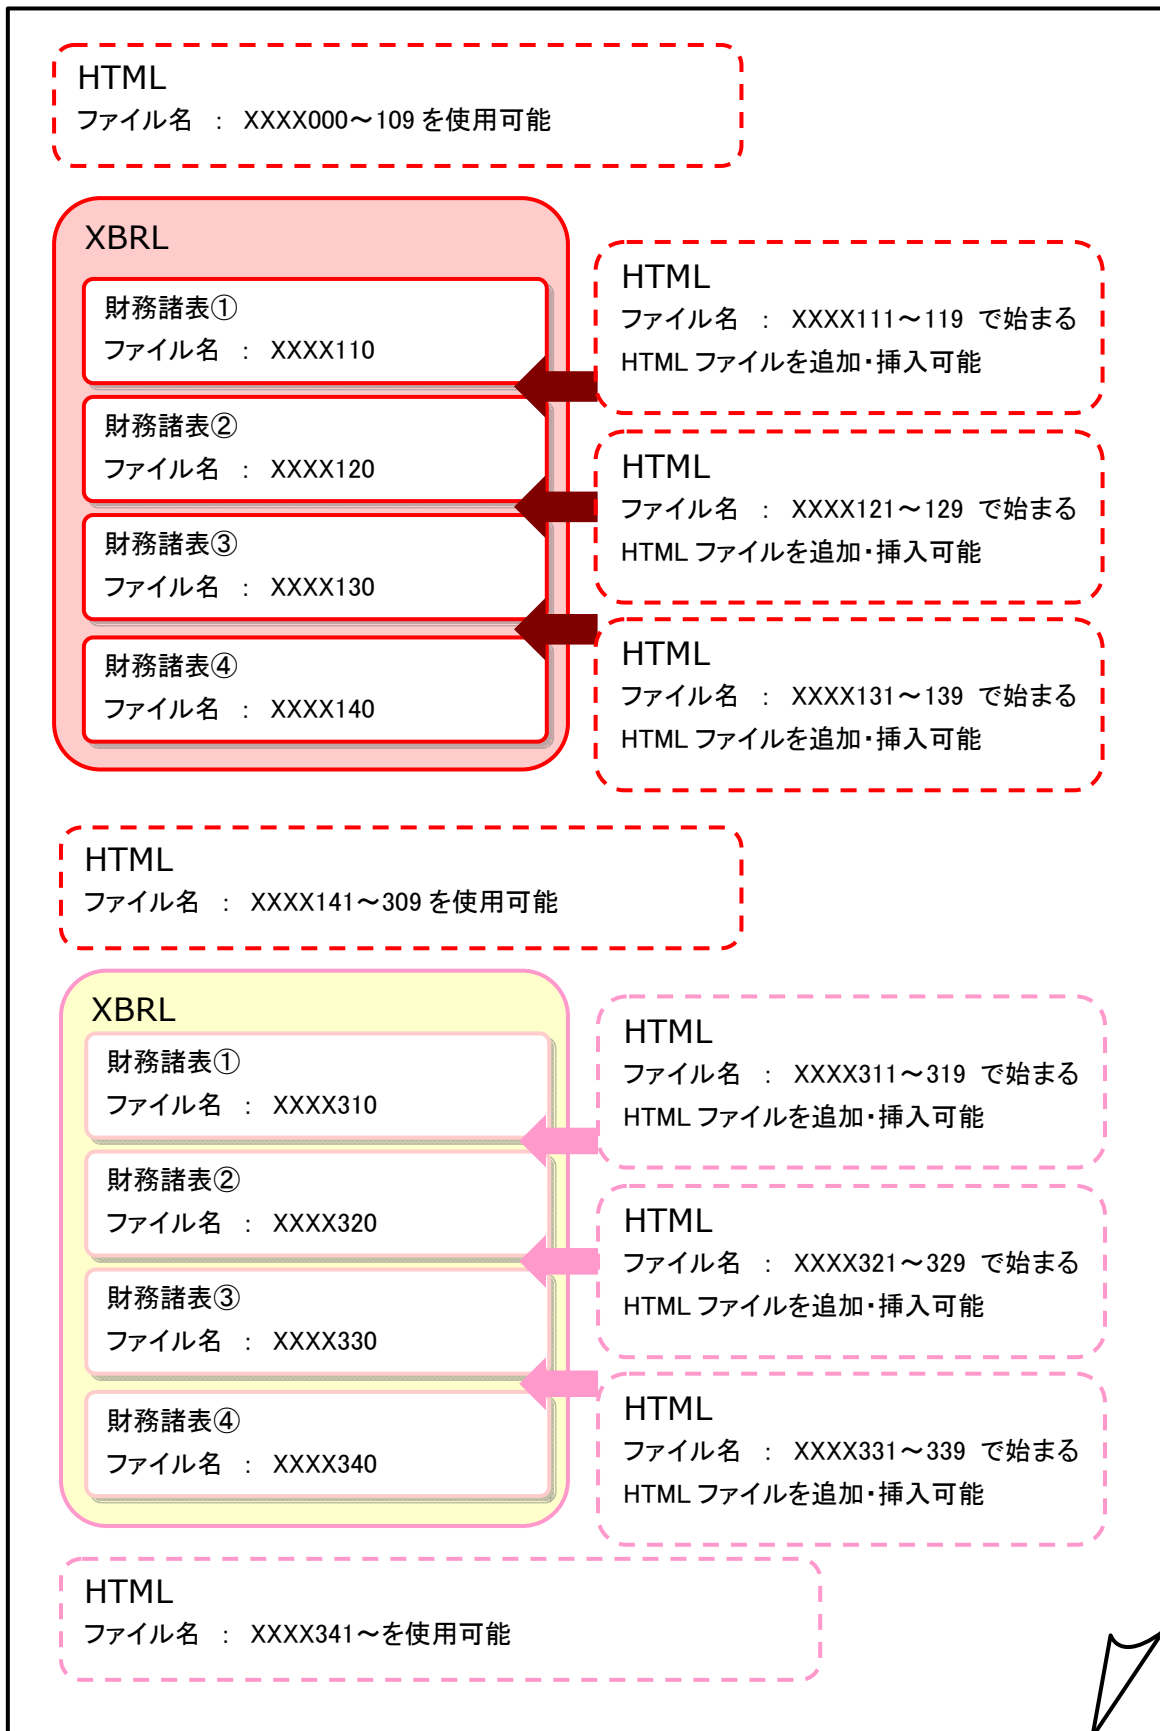 HTML
ファイル名 : XXXX000～109 を使用可能
XBRL
財務諸表①
ファイル名 : XXXX110
財務諸表②
ファイル名 : XXXX120
財務諸表③
ファイル名 : XXXX130
財務諸表④
ファイル名 : XXXX140
HTML
ファイル名 : XXXX111～119 で始まる
HTML ファイルを追加・挿入可能
HTML
ファイル名 : XXXX121～129 で始まる
HTML ファイルを追加・挿入可能
HTML
ファイル名 : XXXX131～139 で始まる
HTML ファイルを追加・挿入可能
HTML
ファイル名 : XXXX141～309 を使用可能
XBRL
財務諸表①
ファイル名 : XXXX310
財務諸表②
ファイル名 : XXXX320
財務諸表③
ファイル名 : XXXX330
財務諸表④
ファイル名 : XXXX340
HTML
ファイル名 : XXXX311～319 で始まる
HTML ファイルを追加・挿入可能
HTML
ファイル名 : XXXX321～329 で始まる
HTML ファイルを追加・挿入可能
HTML
ファイル名 : XXXX331～339 で始まる
HTML ファイルを追加・挿入可能
HTML
ファイル名 : XXXX341～を使用可能